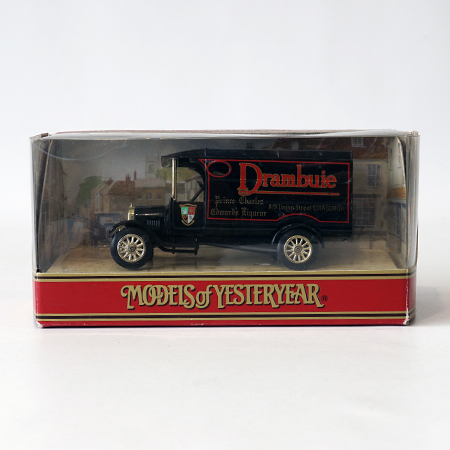 Drambuie
Prince Charles
Edward's Liqueur
MODELS of YESTERYEAR®